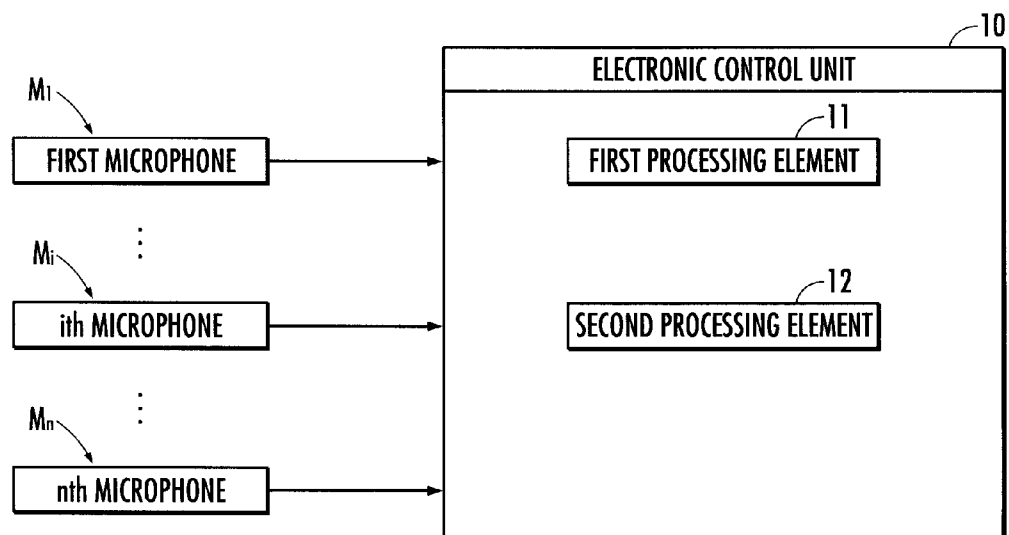 10
ELECTRONIC CONTROL UNIT
M1
11
FIRST MICROPHONE
FIRST PROCESSING ELEMENT
Mi
12
ith MICROPHONE
SECOND PROCESSING ELEMENT
Mn
nth MICROPHONE